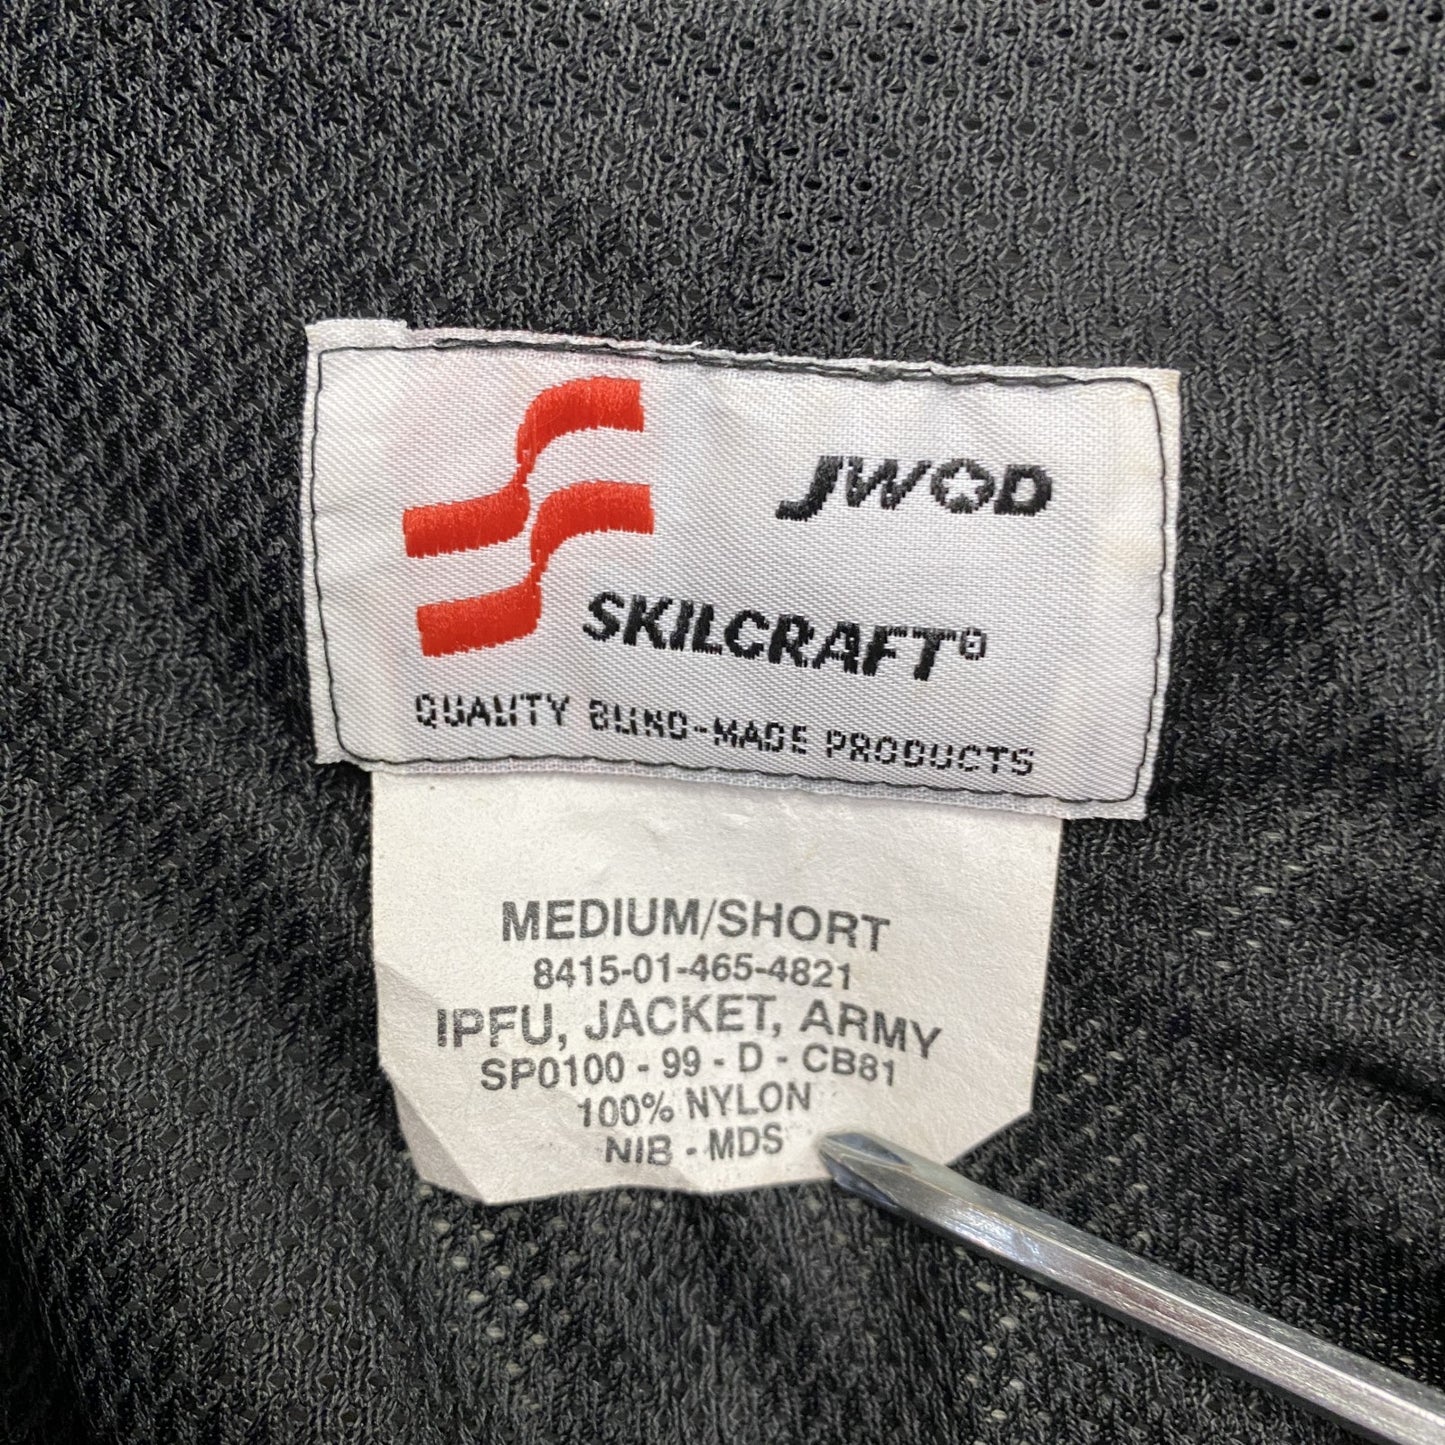 JWOD
SKILCRAFT®
QUALITY BLIND-MADE PRODUCTS
MEDIUM/SHORT
8415-01-465-4821
IPFU, JACKET, ARMY
SP0100 - 99 - D - CB81
100% NYLON
NIB - MDS